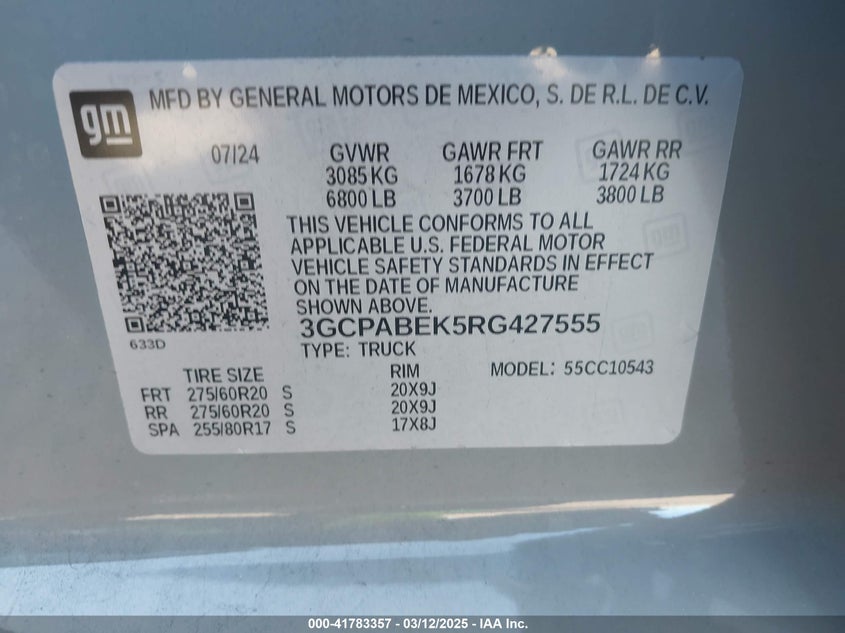 gm
MFD BY GENERAL MOTORS DE MEXICO, S. DE R.L. DE C.V.
07/24 GVWR GAWR FRT GAWR RR
3085 KG 1678 KG 1724 KG
6800 LB 3700 LB 3800 LB
THIS VEHICLE CONFORMS TO ALL
APPLICABLE U.S. FEDERAL MOTOR
VEHICLE SAFETY STANDARDS IN EFFECT
ON THE DATE OF MANUFACTURE
SHOWN ABOVE.
3GCPABEK5RG427555
633D
TYPE: TRUCK
TIRE SIZE RIM MODEL: 55CC10543
FRT 275/60R20 S 20X9J
RR 275/60R20 S 20X9J
SPA 255/80R17 S 17X8J
000-41783357 - 03/12/2025 - IAA Inc.